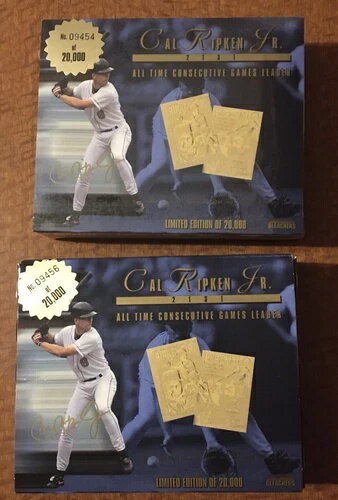 No. 09454
of
20,000
CAL RIPKEN JR.
2131
ALL TIME CONSECUTIVE GAMES LEADER
LIMITED EDITION OF 20,000
BLEACHERS
No. 09456
of
20,000
CAL RIPKEN JR.
2131
ALL TIME CONSECUTIVE GAMES LEADER
LIMITED EDITION OF 20,000
BLEACHERS